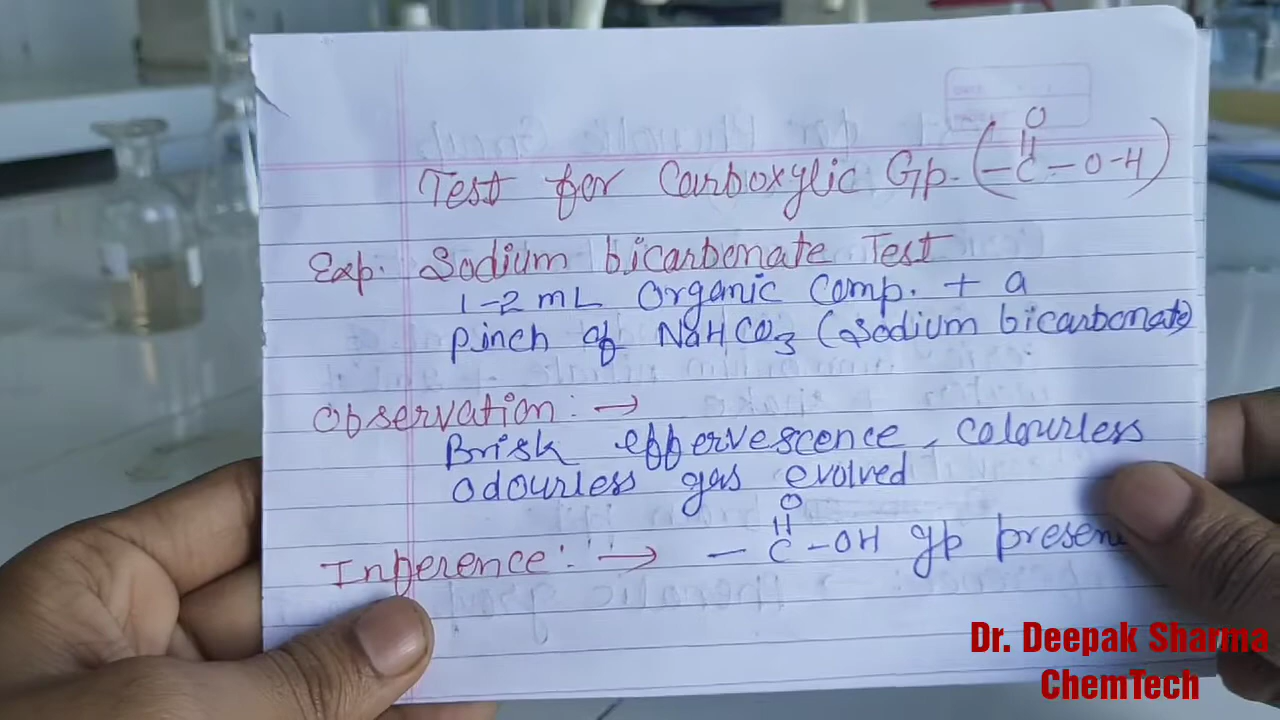 Test for Carboxylic Gp. (-C-O-H)
O
||
Exp. Sodium bicarbonate Test
1-2 mL Organic Comp. + a
pinch of NaHCO3 (sodium bicarbonate)
Observation: →
Brisk effervescence, colourless
odourless gas evolved
O
||
Inference: → -C-OH gp presen
Dr. Deepak Sharma
ChemTech